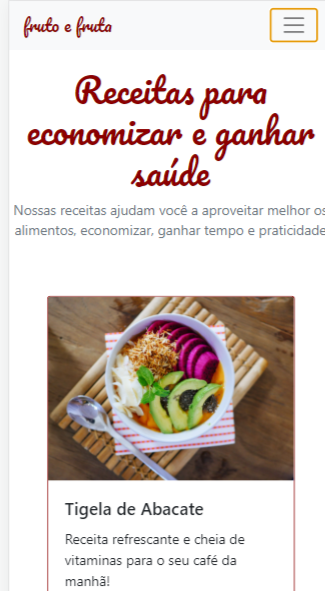 fruto e fruta
Receitas para
economizar e ganhar
saúde
Nossas receitas ajudam você a aproveitar melhor os
alimentos, economizar, ganhar tempo e praticidade
Tigela de Abacate
Receita refrescante e cheia de
vitaminas para o seu café da
manhã!